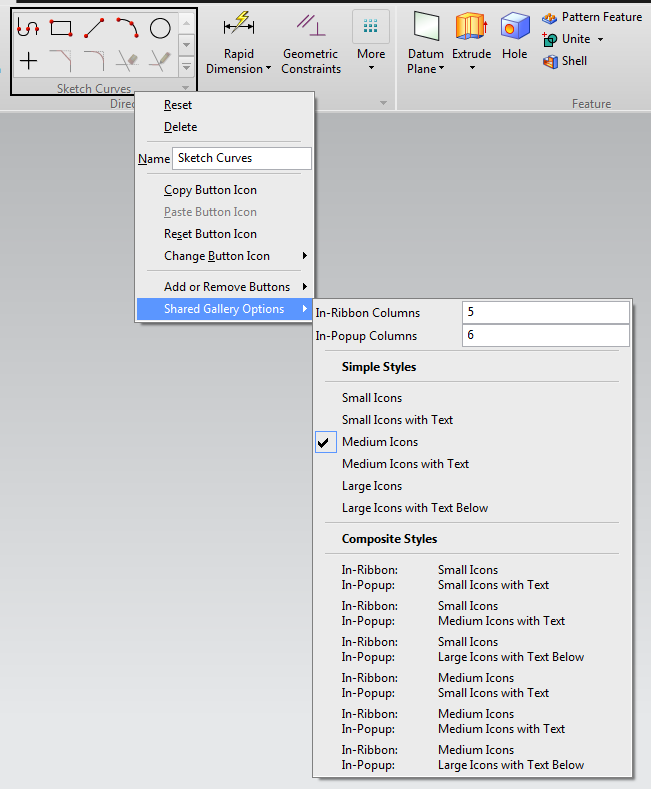 Rapid
Dimension
Geometric
Constraints
More
Datum
Plane
Extrude
Hole
Pattern Feature
Unite
Shell
Sketch Curves
Direc
Feature
Reset
Delete
Name Sketch Curves
Copy Button Icon
Paste Button Icon
Reset Button Icon
Change Button Icon
Add or Remove Buttons
Shared Gallery Options
In-Ribbon Columns 5
In-Popup Columns 6
Simple Styles
Small Icons
Small Icons with Text
Medium Icons
Medium Icons with Text
Large Icons
Large Icons with Text Below
Composite Styles
In-Ribbon: Small Icons
In-Popup: Small Icons with Text
In-Ribbon: Small Icons
In-Popup: Medium Icons with Text
In-Ribbon: Small Icons
In-Popup: Large Icons with Text Below
In-Ribbon: Medium Icons
In-Popup: Small Icons with Text
In-Ribbon: Medium Icons
In-Popup: Medium Icons with Text
In-Ribbon: Medium Icons
In-Popup: Large Icons with Text Below